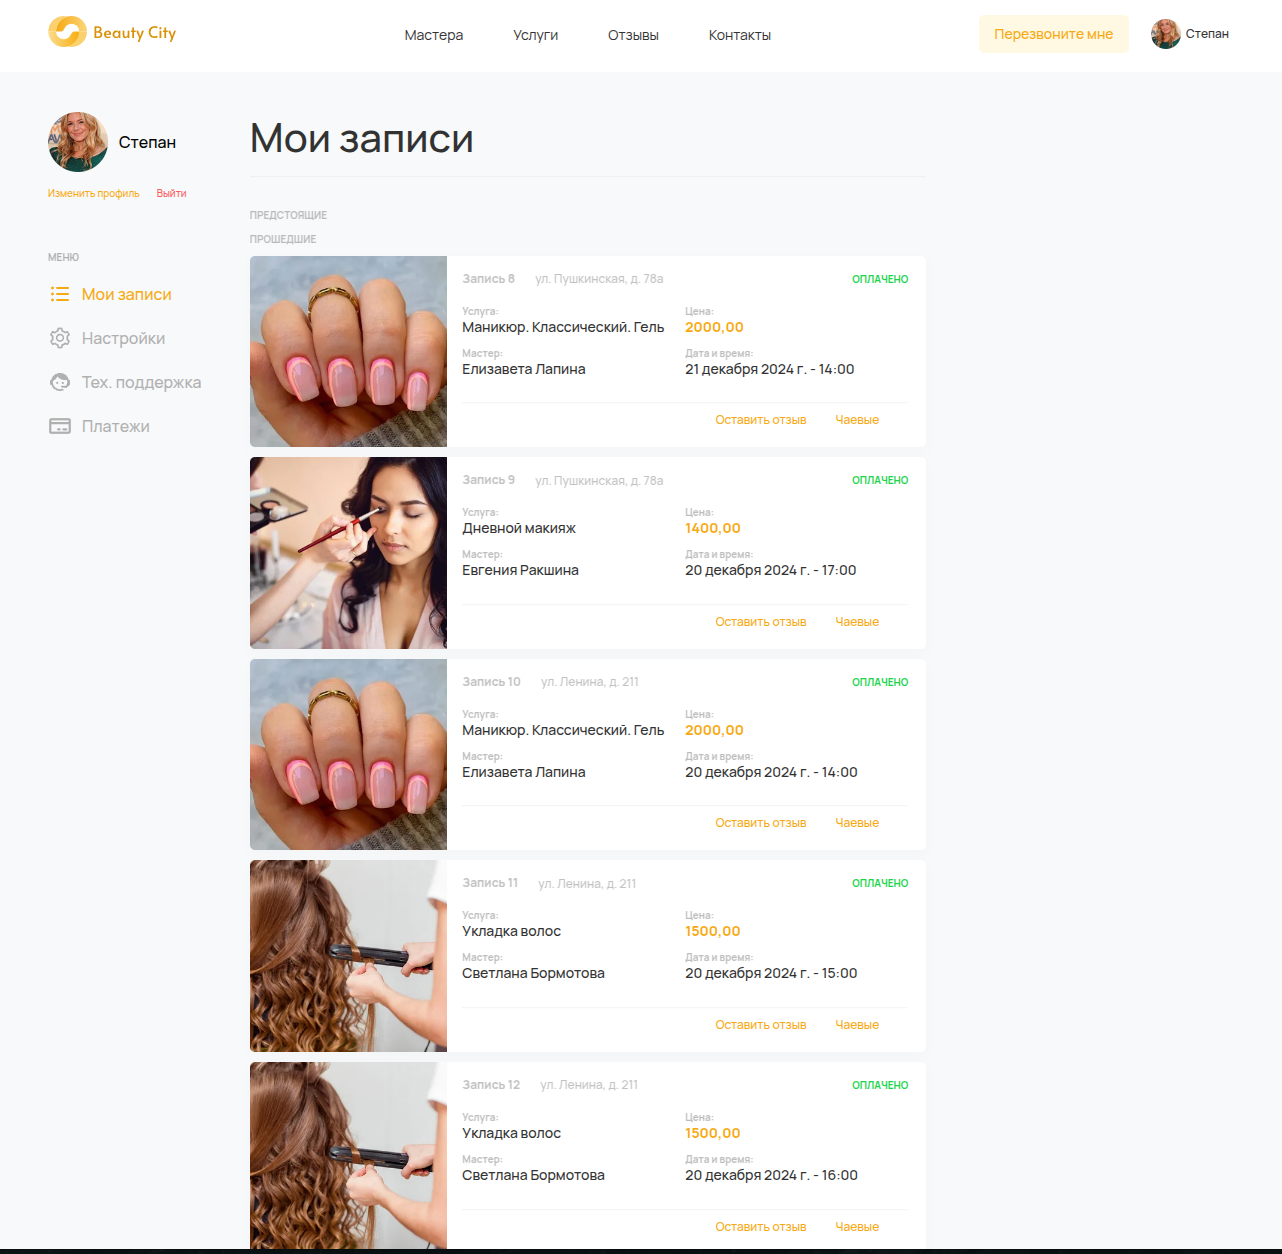 Beauty City
Мастера Услуги Отзывы Контакты
Перезвоните мне
Степан
Степан
Изменить профиль Выйти
МЕНЮ
Мои записи
Настройки
Тех. поддержка
Платежи
Мои записи
ПРЕДСТОЯЩИЕ
ПРОШЕДШИЕ
Запись 8 ул. Пушкинская, д. 78а ОПЛАЧЕНО
Услуга: Цена:
Маникюр. Классический. Гель 2000,00
Мастер: Дата и время:
Елизавета Лапина 21 декабря 2024 г. - 14:00
Оставить отзыв Чаевые
Запись 9 ул. Пушкинская, д. 78а ОПЛАЧЕНО
Услуга: Цена:
Дневной макияж 1400,00
Мастер: Дата и время:
Евгения Ракшина 20 декабря 2024 г. - 17:00
Оставить отзыв Чаевые
Запись 10 ул. Ленина, д. 211 ОПЛАЧЕНО
Услуга: Цена:
Маникюр. Классический. Гель 2000,00
Мастер: Дата и время:
Елизавета Лапина 20 декабря 2024 г. - 14:00
Оставить отзыв Чаевые
Запись 11 ул. Ленина, д. 211 ОПЛАЧЕНО
Услуга: Цена:
Укладка волос 1500,00
Мастер: Дата и время:
Светлана Бормотова 20 декабря 2024 г. - 15:00
Оставить отзыв Чаевые
Запись 12 ул. Ленина, д. 211 ОПЛАЧЕНО
Услуга: Цена:
Укладка волос 1500,00
Мастер: Дата и время:
Светлана Бормотова 20 декабря 2024 г. - 16:00
Оставить отзыв Чаевые